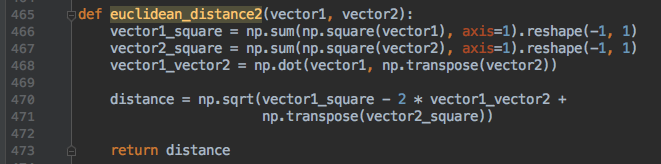 465 def euclidean_distance2(vector1, vector2):
466     vector1_square = np.sum(np.square(vector1), axis=1).reshape(-1, 1)
467     vector2_square = np.sum(np.square(vector2), axis=1).reshape(-1, 1)
468     vector1_vector2 = np.dot(vector1, np.transpose(vector2))
469
470     distance = np.sqrt(vector1_square - 2 * vector1_vector2 +
471                        np.transpose(vector2_square))
472
473     return distance